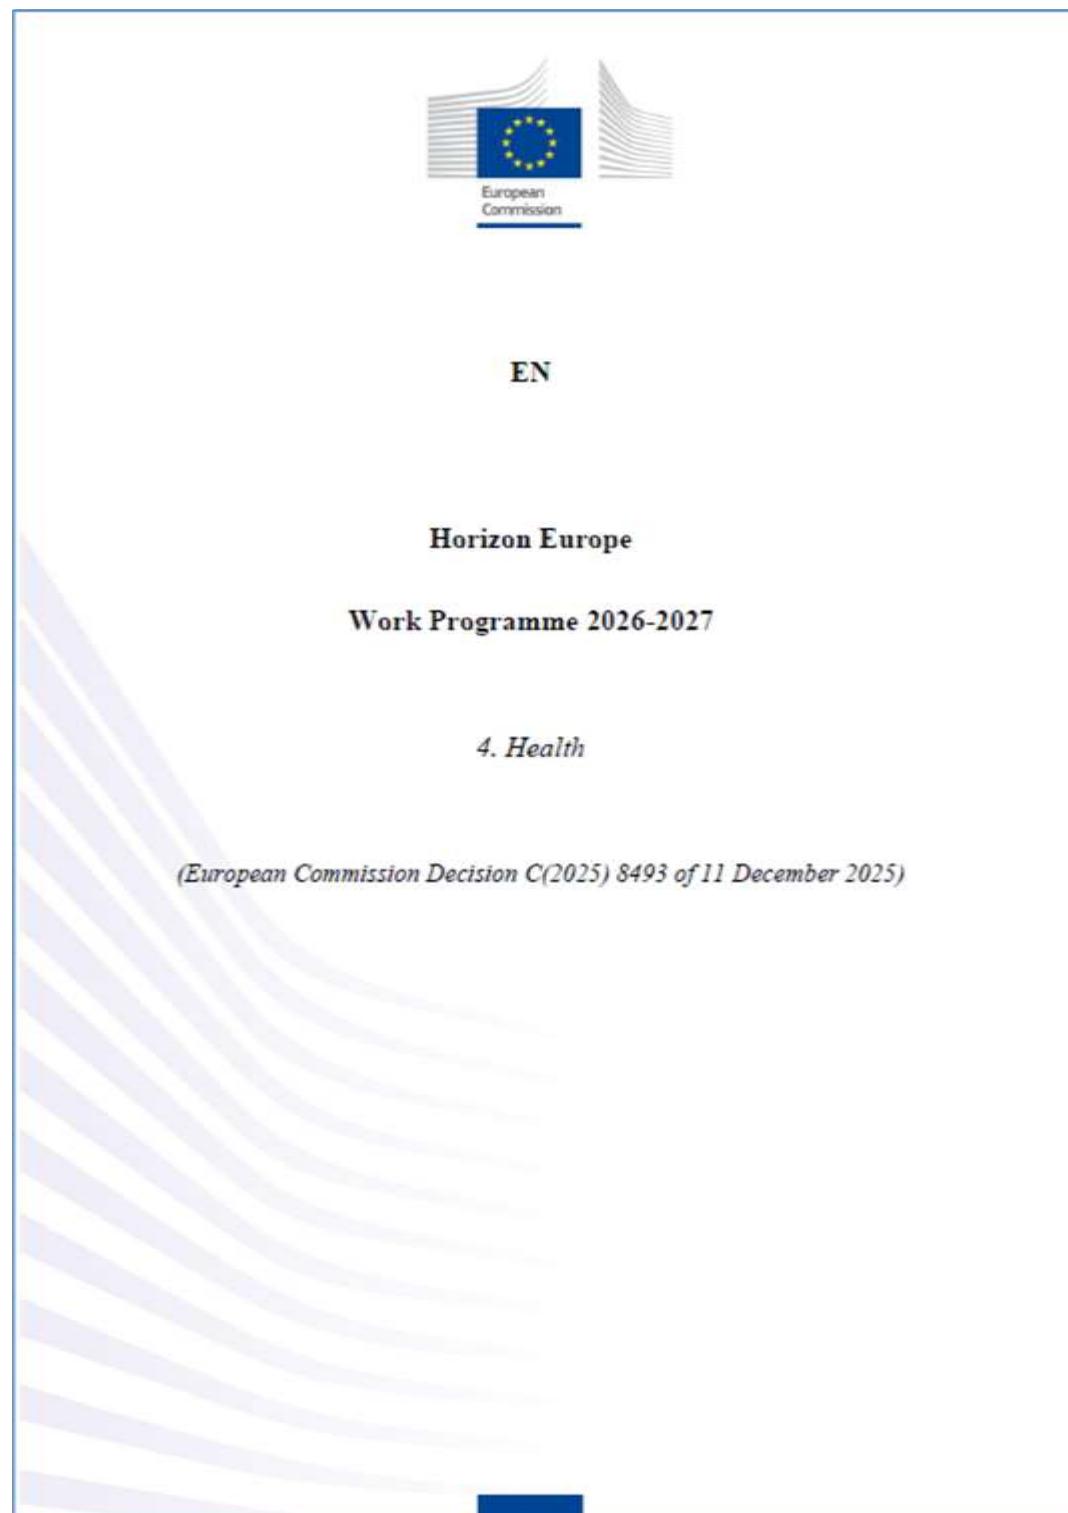 European
Commission
EN
Horizon Europe
Work Programme 2026-2027
4. Health
(European Commission Decision C(2025) 8493 of 11 December 2025)